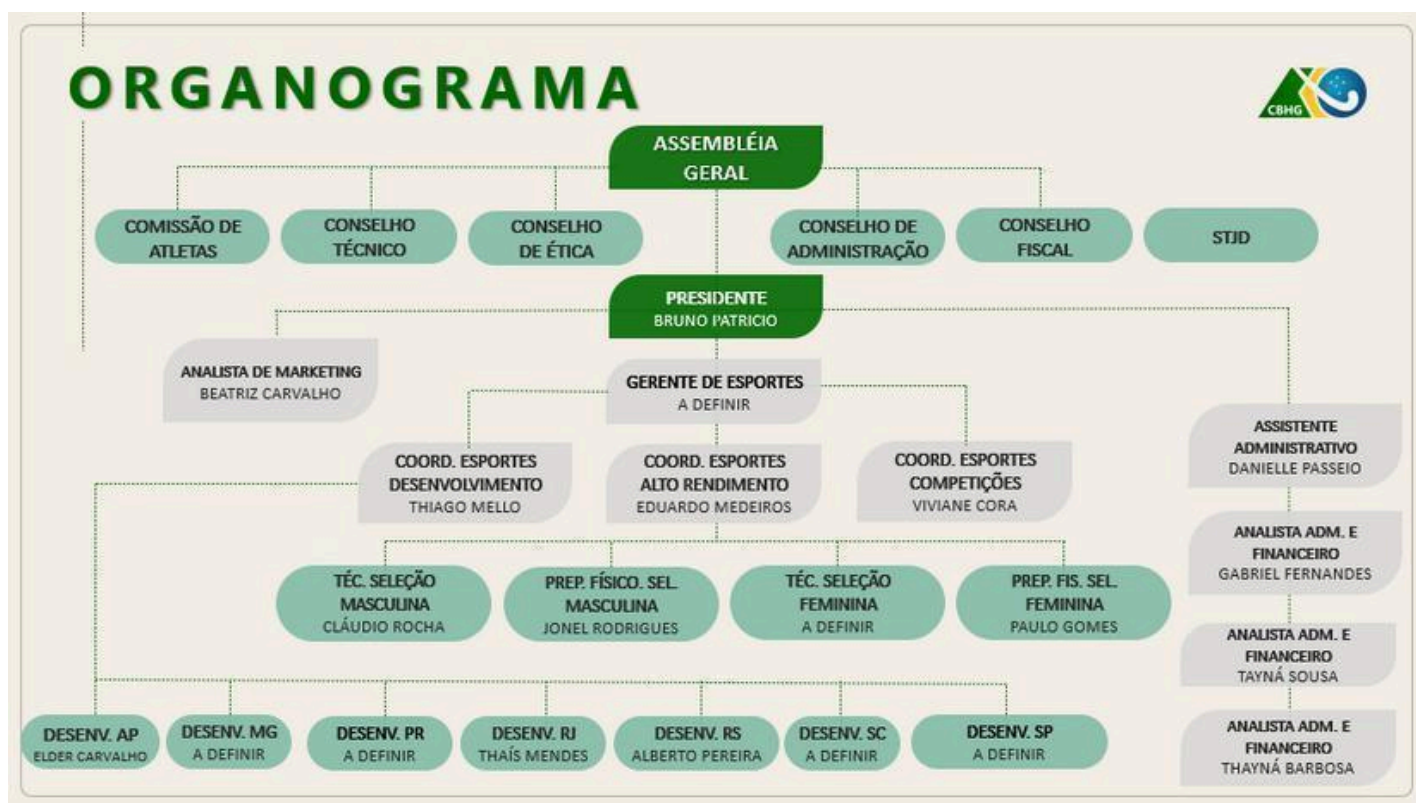 ORGANOGRAMA
CBHG
ASSEMBLÉIA
GERAL
COMISSÃO DE
ATLETAS
CONSELHO
TÉCNICO
CONSELHO
DE ÉTICA
CONSELHO DE
ADMINISTRAÇÃO
CONSELHO
FISCAL
STJD
PRESIDENTE
BRUNO PATRICIO
ANALISTA DE MARKETING
BEATRIZ CARVALHO
GERENTE DE ESPORTES
A DEFINIR
COORD. ESPORTES
DESENVOLVIMENTO
THIAGO MELLO
COORD. ESPORTES
ALTO RENDIMENTO
EDUARDO MEDEIROS
COORD. ESPORTES
COMPETIÇÕES
VIVIANE CORA
ASSISTENTE
ADMINISTRATIVO
DANIELLE PASSEIO
ANALISTA ADM. E
FINANCEIRO
GABRIEL FERNANDES
TÉC. SELEÇÃO
MASCULINA
CLÁUDIO ROCHA
PREP. FÍSICO. SEL.
MASCULINA
JONEL RODRIGUES
TÉC. SELEÇÃO
FEMININA
A DEFINIR
PREP. FIS. SEL.
FEMININA
PAULO GOMES
ANALISTA ADM. E
FINANCEIRO
TAYNÁ SOUSA
DESENV. AP
ELDER CARVALHO
DESENV. MG
A DEFINIR
DESENV. PR
A DEFINIR
DESENV. RJ
THAÍS MENDES
DESENV. RS
ALBERTO PEREIRA
DESENV. SC
A DEFINIR
DESENV. SP
A DEFINIR
ANALISTA ADM. E
FINANCEIRO
THAYNÁ BARBOSA